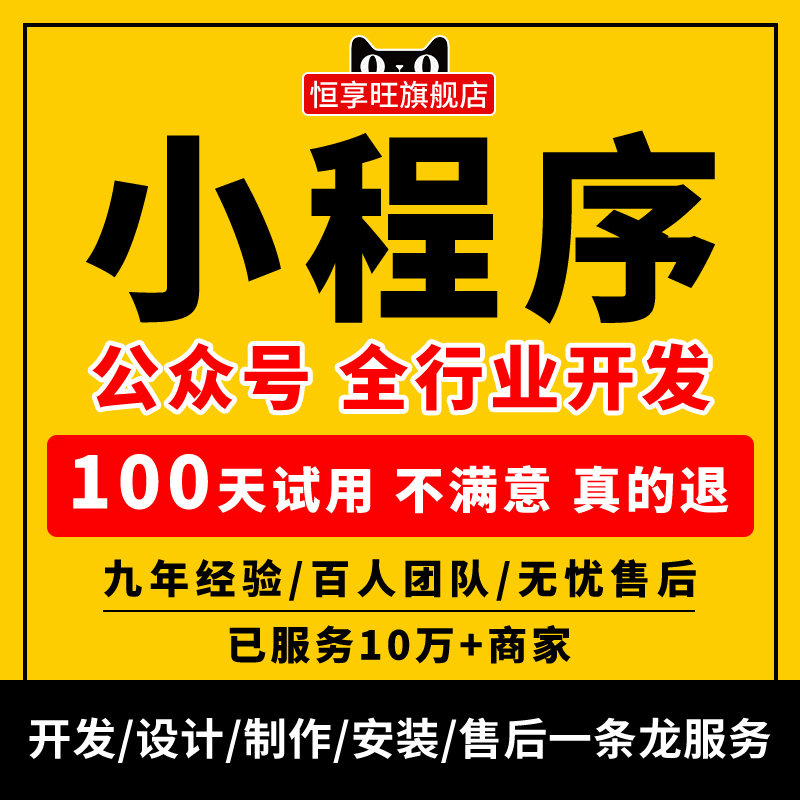 恒享旺旗舰店
小程序
公众号 全行业开发
100天试用 不满意 真的退
九年经验/百人团队/无忧售后
已服务10万+商家
开发/设计/制作/安装/售后一条龙服务